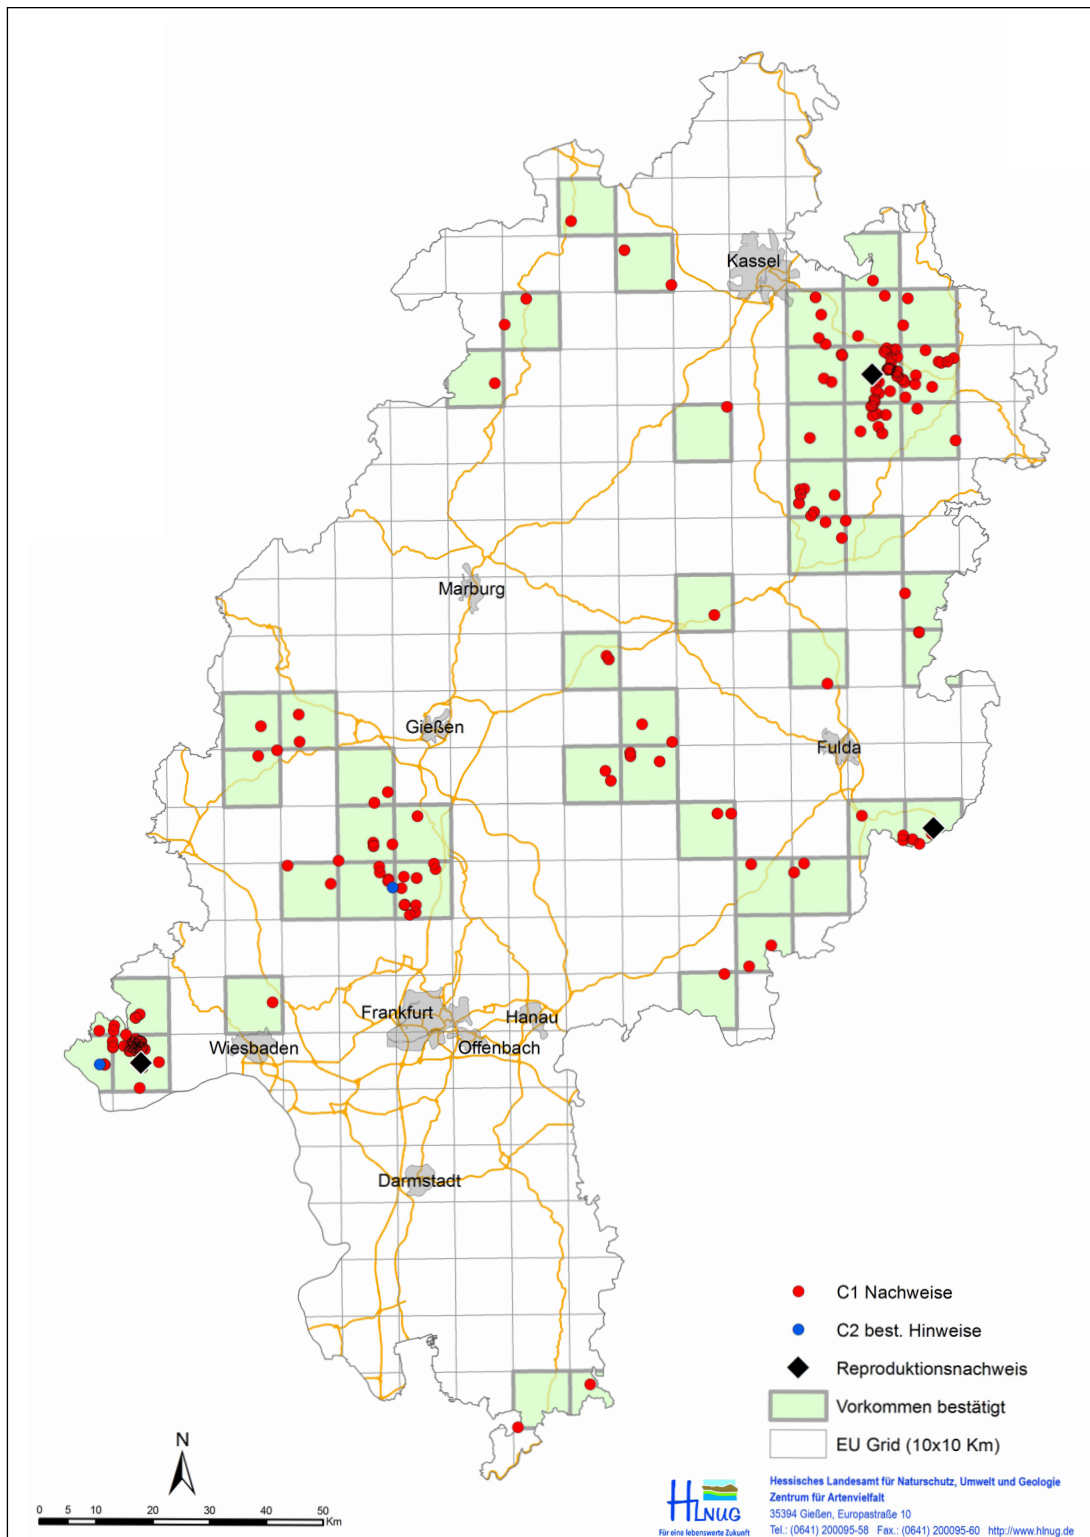 Kassel
Marburg
Gießen
Fulda
Frankfurt
Hanau
Wiesbaden
Offenbach
Darmstadt
C1 Nachweise
C2 best. Hinweise
Reproduktionsnachweis
Vorkommen bestätigt
EU Grid (10x10 Km)
N
0 5 10 20 30 40 50
Km
HLNUG
Für eine lebenswerte Zukunft
Hessisches Landesamt für Naturschutz, Umwelt und Geologie
Zentrum für Artenvielfalt
35394 Gießen, Europastraße 10
Tel.: (0641) 200095-58 Fax.: (0641) 200095-60 http://www.hlnug.de